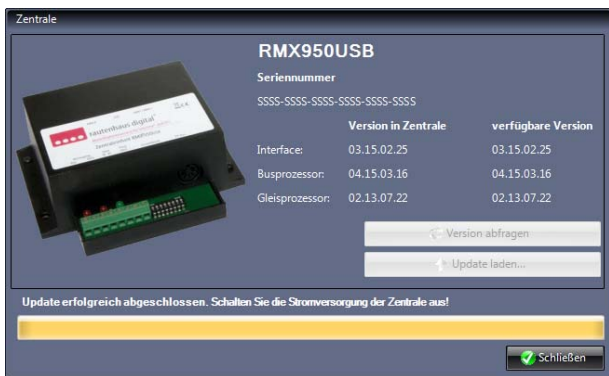 Zentrale
RMX950USB
Seriennummer
SSSS-SSSS-SSSS-SSSS-SSSS-SSSS
Version in Zentrale verfügbare Version
Interface: 03.15.02.25 03.15.02.25
Busprozessor: 04.15.03.16 04.15.03.16
Gleisprozessor: 02.13.07.22 02.13.07.22
rautenhaus digital
Version abfragen
Update laden...
Update erfolgreich abgeschlossen. Schalten Sie die Stromversorgung der Zentrale aus!
Schließen